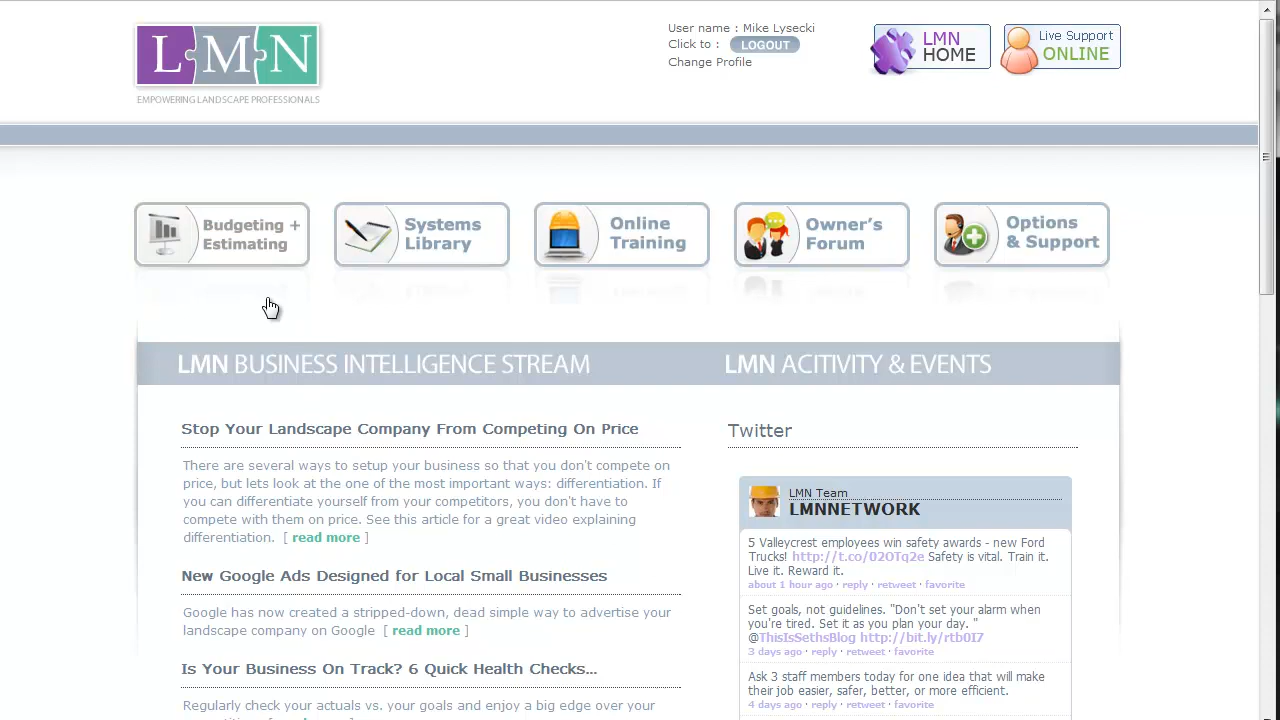 LMN
EMPOWERING LANDSCAPE PROFESSIONALS
User name : Mike Lysecki
Click to : LOGOUT
Change Profile
LMN
HOME
Live Support
ONLINE
Budgeting +
Estimating
Systems
Library
Online
Training
Owner's
Forum
Options
& Support
LMN BUSINESS INTELLIGENCE STREAM
LMN ACITIVITY & EVENTS
Stop Your Landscape Company From Competing On Price
There are several ways to setup your business so that you don't compete on
price, but lets look at the one of the most important ways: differentiation. If
you can differentiate yourself from your competitors, you don't have to
compete with them on price. See this article for a great video explaining
differentiation. [ read more ]
New Google Ads Designed for Local Small Businesses
Google has now created a stripped-down, dead simple way to advertise your
landscape company on Google [ read more ]
Is Your Business On Track? 6 Quick Health Checks...
Regularly check your actuals vs. your goals and enjoy a big edge over your
Twitter
LMN Team
LMNNETWORK
5 Valleycrest employees win safety awards - new Ford
Trucks! http://t.co/02OTq2e Safety is vital. Train it.
Live it. Reward it.
about 1 hour ago · reply · retweet · favorite
Set goals, not guidelines. "Don't set your alarm when
you're tired. Set it as you plan your day. "
@ThisIsSethsBlog http://bit.ly/rtb0I7
3 days ago · reply · retweet · favorite
Ask 3 staff members today for one idea that will make
their job easier, safer, better, or more efficient.
4 days ago · reply · retweet · favorite